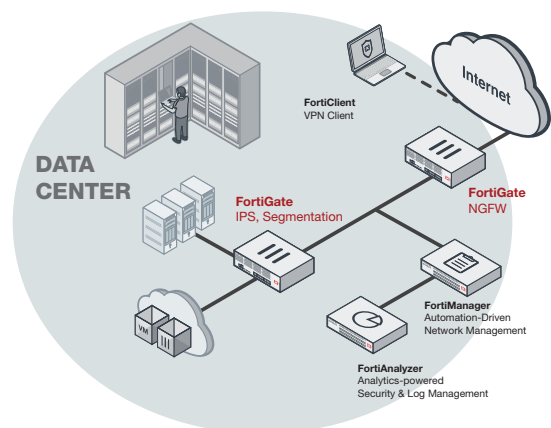 Internet
FortiClient
VPN Client
DATA
CENTER
FortiGate
NGFW
FortiGate
IPS, Segmentation
FortiManager
Automation-Driven
Network Management
VM
FortiAnalyzer
Analytics-powered
Security & Log Management